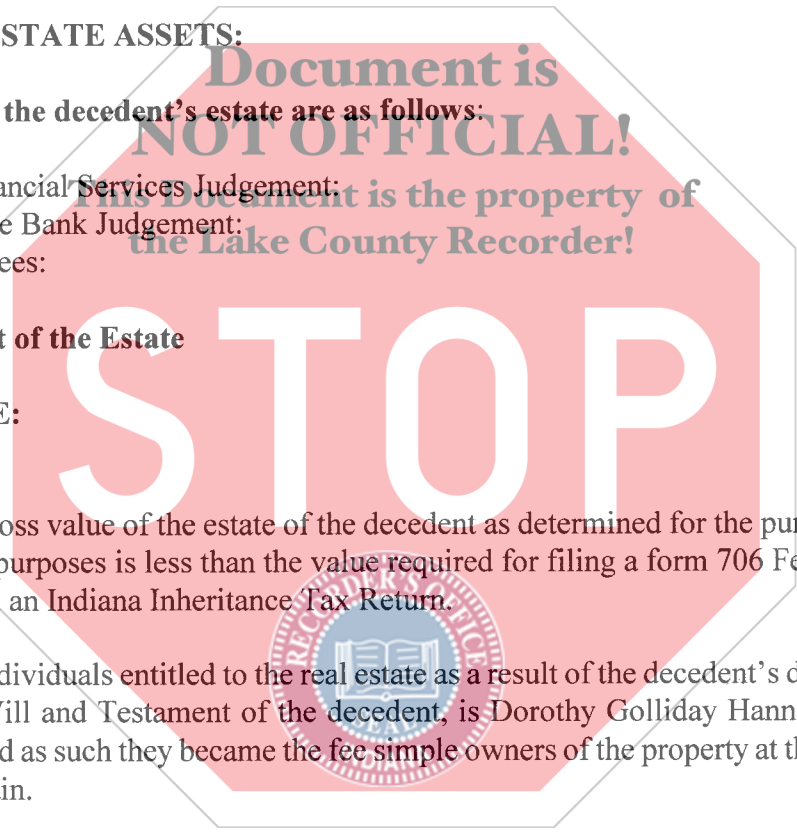 STATE ASSETS:
Document is
the decedent's estate are as follows:
NOT OFFICIAL!
ancial Services Judgement:
This Document is the property of
e Bank Judgement:
the Lake County Recorder!
ees:
t of the Estate
E:
STOP
oss value of the estate of the decedent as determined for the pur
purposes is less than the value required for filing a form 706 Fe
an Indiana Inheritance Tax Return.
RECORDER'S OFFICE
dividuals entitled to the real estate as a result of the decedent's d
Will and Testament of the decedent, is Dorothy Golliday Hann
SEAL
d as such they became the fee simple owners of the property at th
INDIANA
in.